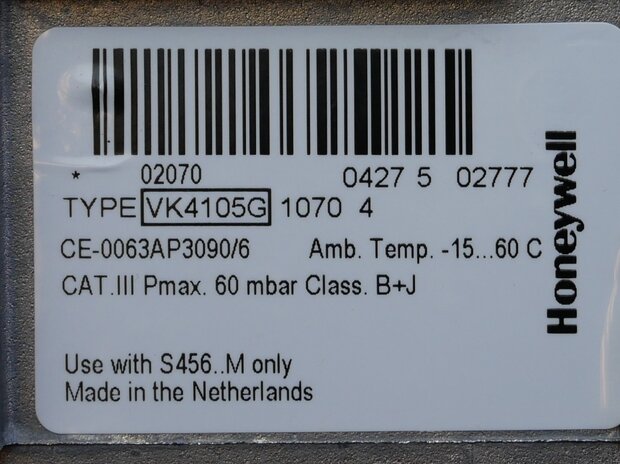 * 02070 0427 5 02777
TYPE VK4105G 1070 4
CE-0063AP3090/6 Amb. Temp. -15...60 C
CAT.III Pmax. 60 mbar Class. B+J
Use with S456..M only
Made in the Netherlands
Honeywell